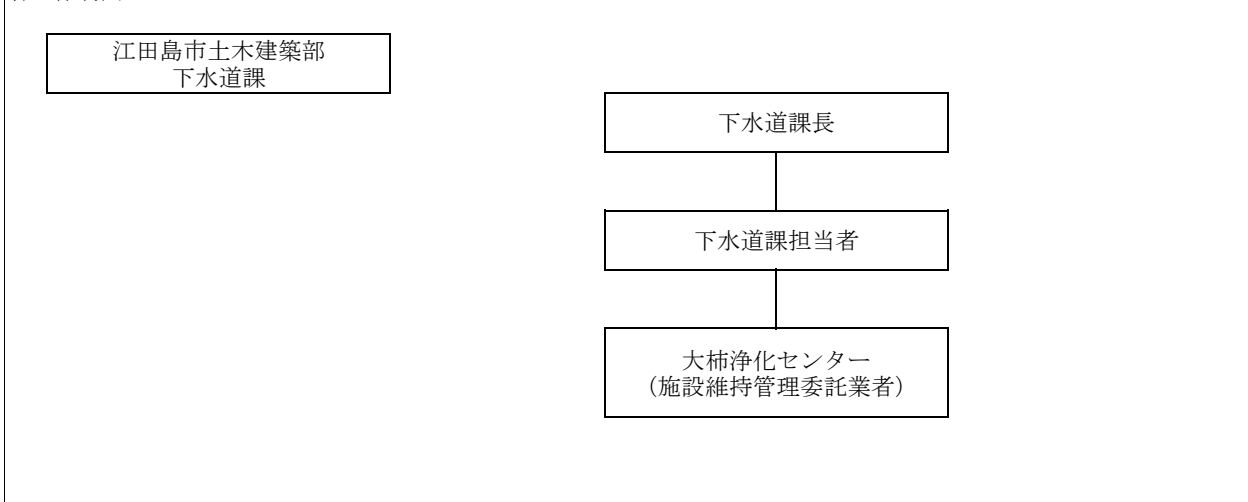 江田島市土木建築部
下水道課
下水道課長
下水道課担当者
大柿浄化センター
（施設維持管理委託業者）